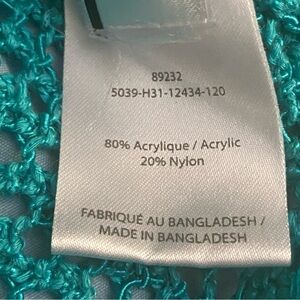 89232
5039-H31-12434-120
80% Acrylique / Acrylic
20% Nylon
FABRIQUÉ AU BANGLADESH /
MADE IN BANGLADESH